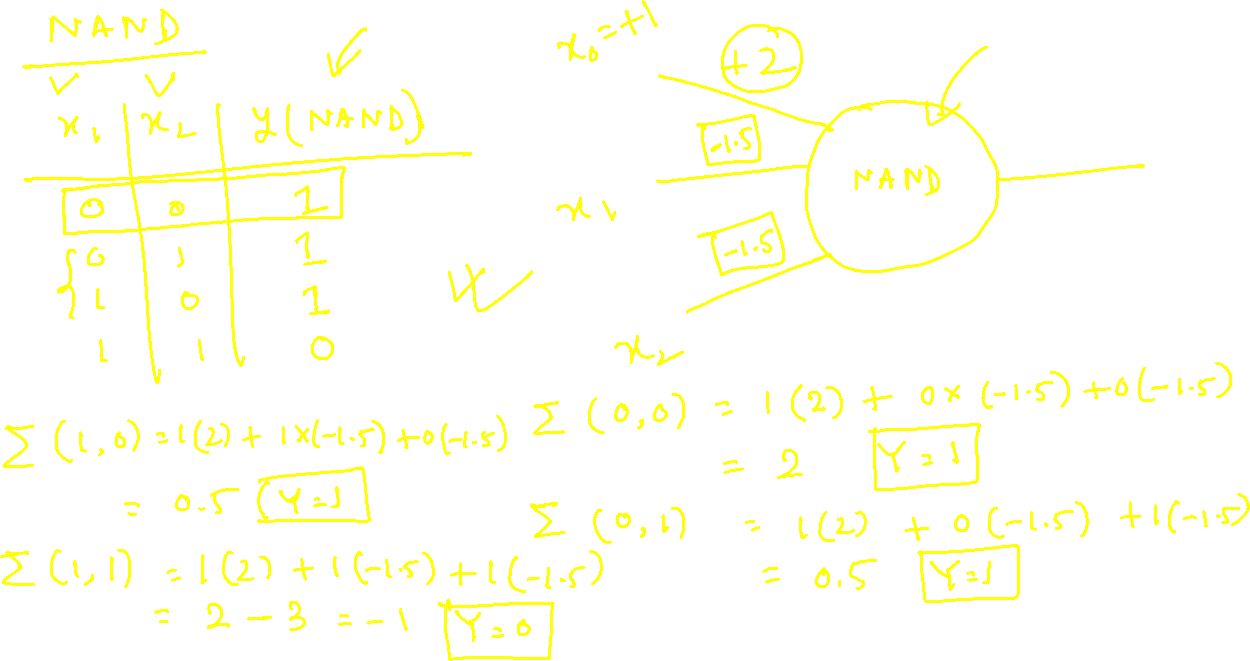 NAND
x₁ x₂ y(NAND)
0 0 1
0 1 1
1 0 1
1 1 0
x₀=+1
+2
-1.5
x₁
-1.5
x₂
NAND
Σ (1,0) = 1(2) + 1×(-1.5) +0(-1.5)
= 0.5 Y=1
Σ (1,1) = 1(2) + 1(-1.5) + 1(-1.5)
= 2 - 3 = -1 Y=0
Σ (0,0) = 1(2) + 0× (-1.5) +0(-1.5)
= 2 Y=1
Σ (0,1) = 1(2) + 0(-1.5) +1(-1.5)
= 0.5 Y=1